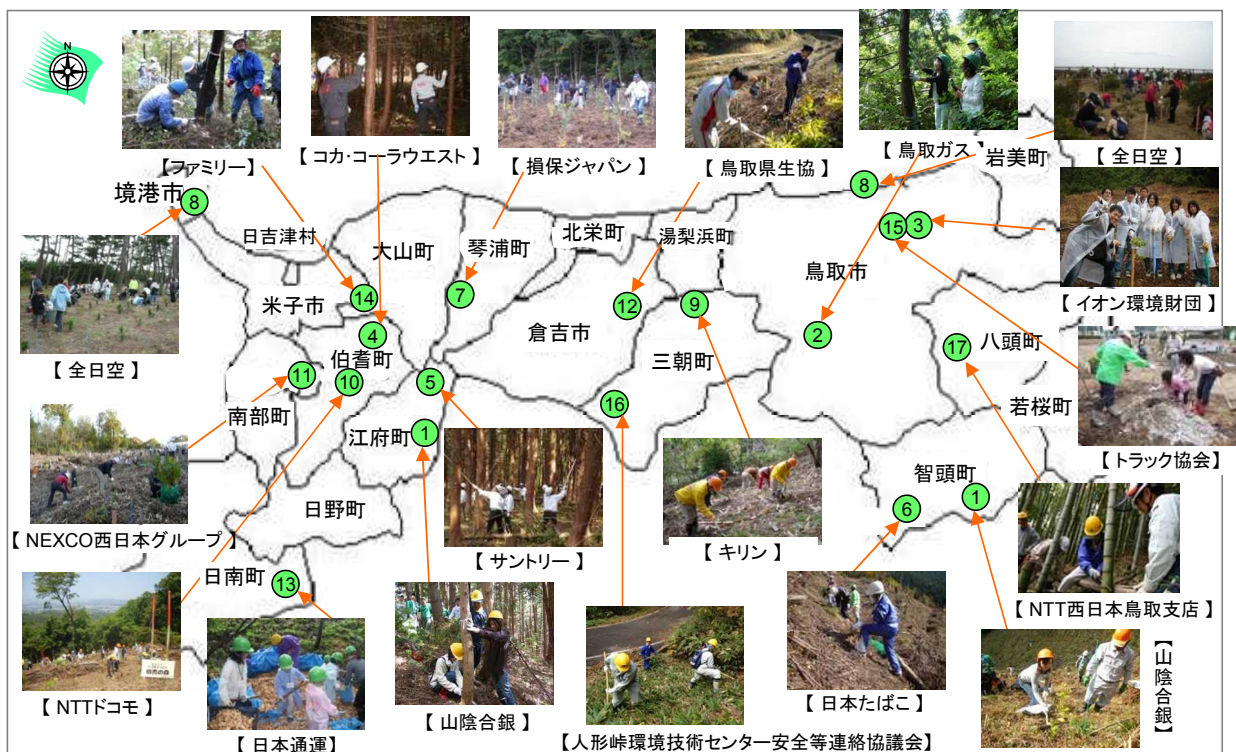 N
【ファミリー】
【 コカ・コーラウエスト 】
【 損保ジャパン 】
【 鳥取県生協 】
【 鳥取ガス 】
【 全日空 】
岩美町
境港市
8
8
日吉津村
大山町
琴浦町
北栄町
湯梨浜町
15
3
鳥取市
【 イオン環境財団 】
米子市
14
7
12
9
倉吉市
2
4
伯耆町
三朝町
17
八頭町
【 全日空 】
11
10
5
16
若桜町
南部町
江府町
1
【 トラック協会】
智頭町
6
1
日野町
【 NEXCO西日本グループ 】
【 サントリー 】
【 キリン 】
日南町
13
【 NTT西日本鳥取支店 】
【 NTTドコモ 】
【 日本通運 】
【 山陰合銀 】
【人形峠環境技術センター安全等連絡協議会】
【 日本たばこ 】
【山陰合銀】